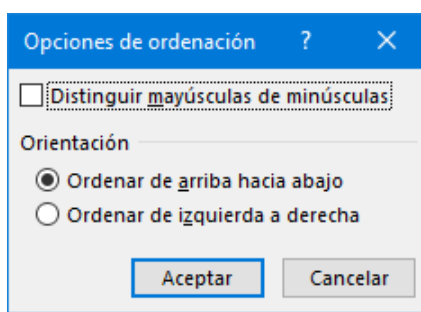 Opciones de ordenación ? ×
Distinguir mayúsculas de minúsculas
Orientación
Ordenar de arriba hacia abajo
Ordenar de izquierda a derecha
Aceptar Cancelar